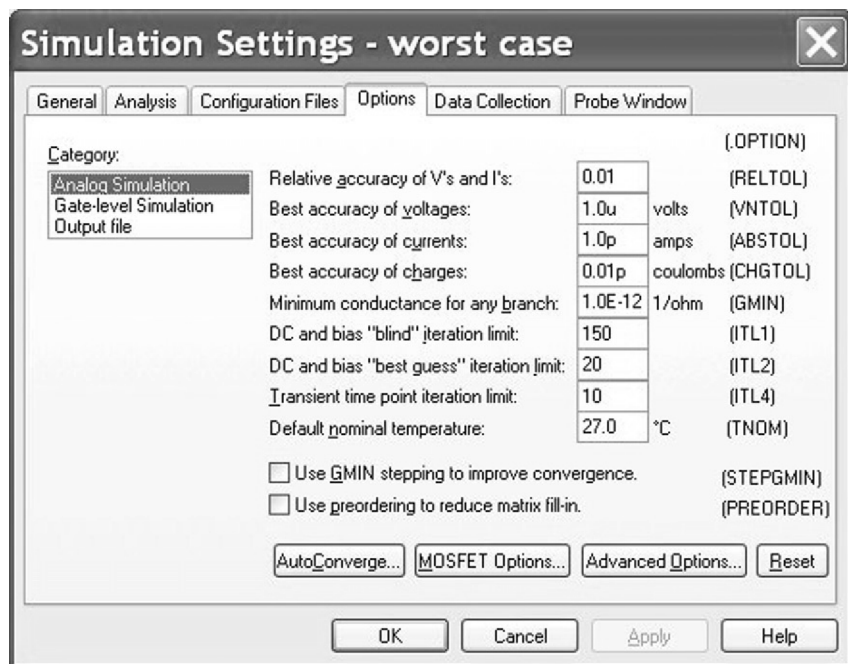 Simulation Settings - worst case
General Analysis Configuration Files Options Data Collection Probe Window
(.OPTION)
Category:
Analog Simulation
Gate-level Simulation
Output file
Relative accuracy of V's and I's: 0.01 (RELTOL)
Best accuracy of voltages: 1.0u volts (VNTOL)
Best accuracy of currents: 1.0p amps (ABSTOL)
Best accuracy of charges: 0.01p coulombs (CHGTOL)
Minimum conductance for any branch: 1.0E-12 1/ohm (GMIN)
DC and bias "blind" iteration limit: 150 (ITL1)
DC and bias "best guess" iteration limit: 20 (ITL2)
Transient time point iteration limit: 10 (ITL4)
Default nominal temperature: 27.0 °C (TNOM)
Use GMIN stepping to improve convergence. (STEPGMIN)
Use preordering to reduce matrix fill-in. (PREORDER)
AutoConverge... MOSFET Options... Advanced Options... Reset
OK Cancel Apply Help